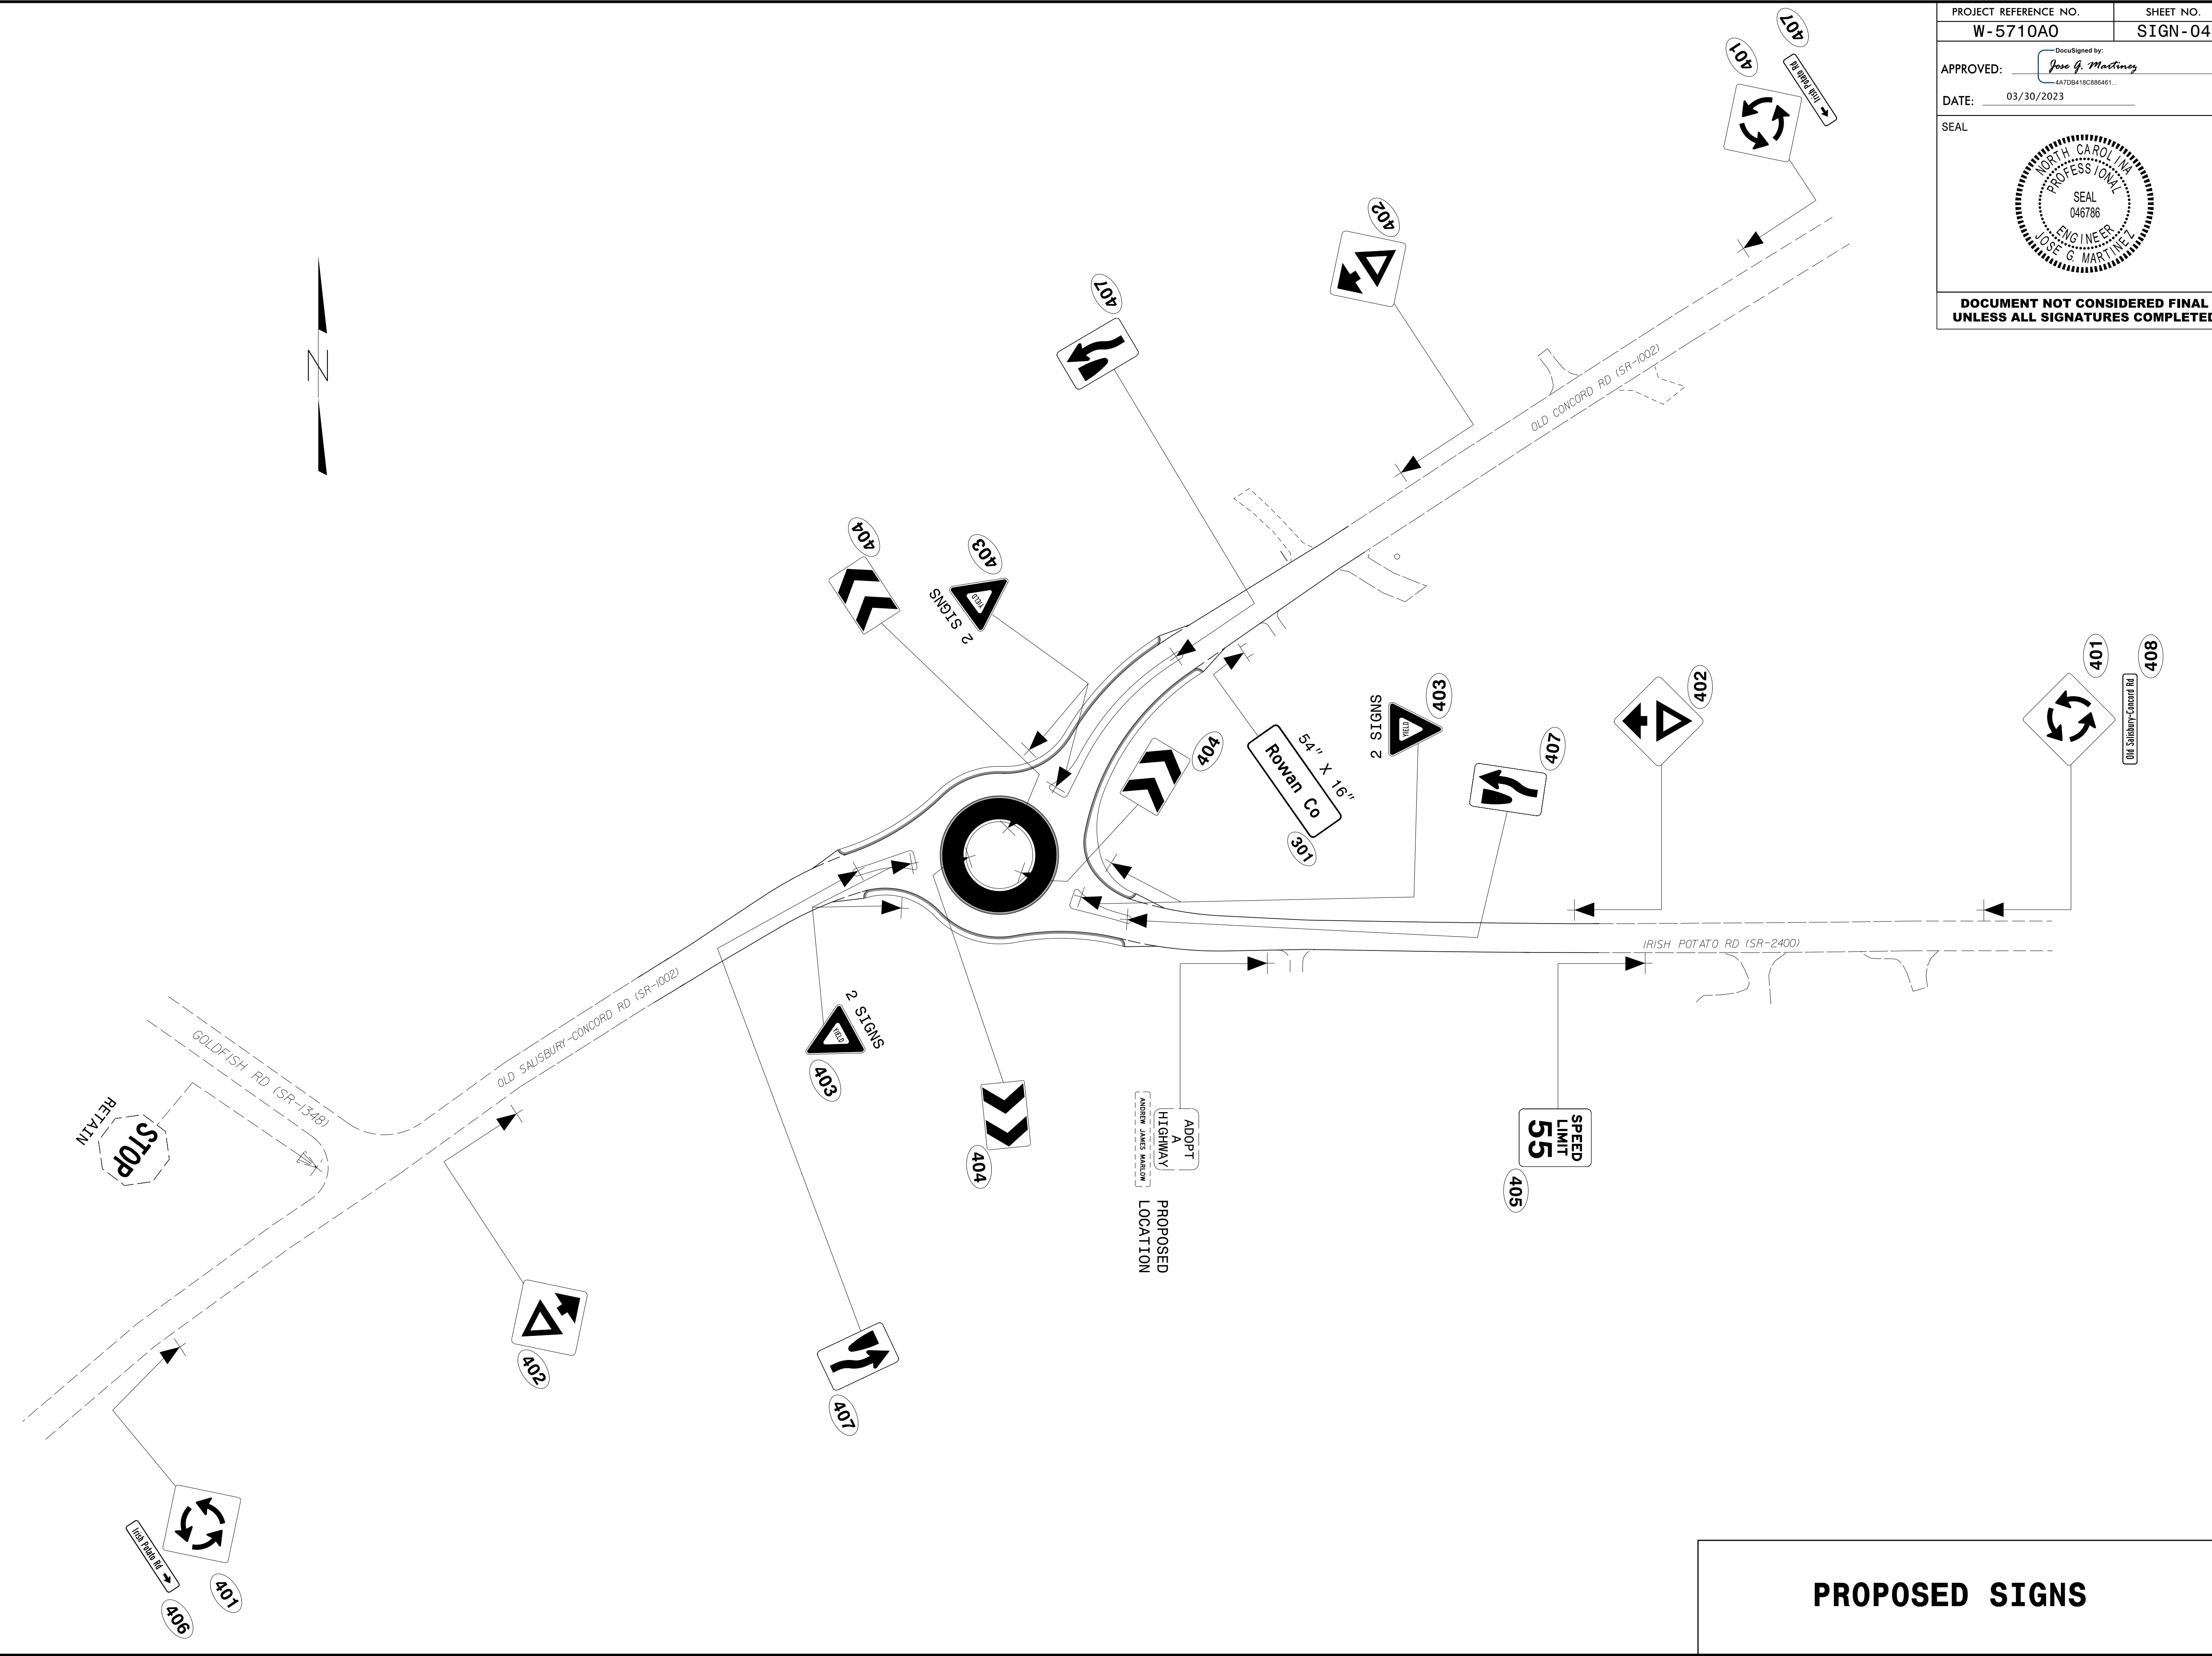 PROJECT REFERENCE NO.
SHEET NO.
W-5710AO
SIGN-04
APPROVED:
DocuSigned by:
Jose G. Martinez
4A7DB418C886461...
DATE:
03/30/2023
SEAL
NORTH CAROLINA
PROFESSIONAL
SEAL
046786
ENGINEER
JOSE G. MARTINEZ
DOCUMENT NOT CONSIDERED FINAL
UNLESS ALL SIGNATURES COMPLETED
407
401
Irish Potato Rd
402
407
N
OLD CONCORD RD (SR-1002)
404
403
YIELD
2 SIGNS
404
54" X 16"
Rowan Co
301
2 SIGNS
YIELD
403
407
402
401
408
Old Salisbury-Concord Rd
IRISH POTATO RD (SR-2400)
OLD SALISBURY-CONCORD RD (SR-1002)
GOLDFISH RD (SR-1348)
RETAIN
STOP
2 SIGNS
YIELD
403
404
ADOPT
A
HIGHWAY
ANDREW JAMES MARLOW
PROPOSED
LOCATION
SPEED
LIMIT
55
405
402
407
Irish Potato Rd
401
406
PROPOSED SIGNS